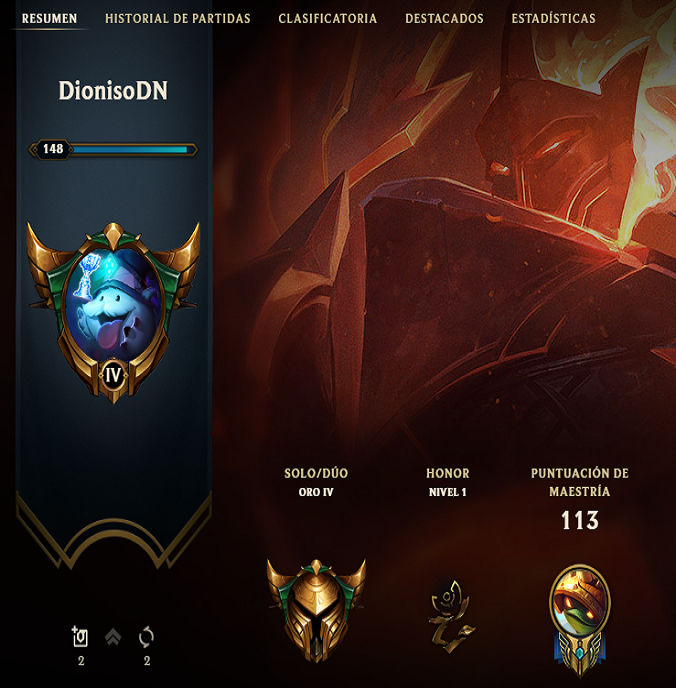 RESUMEN HISTORIAL DE PARTIDAS CLASIFICATORIA DESTACADOS ESTADÍSTICAS
DionisoDN
148
IV
SOLO/DÚO
ORO IV
HONOR
NIVEL 1
PUNTUACIÓN DE
MAESTRÍA
113
2 2